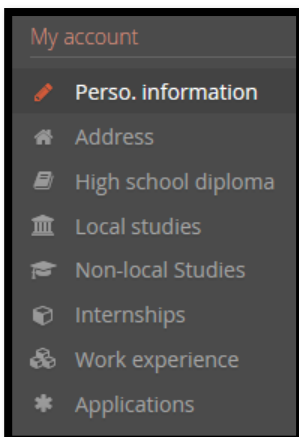 My account
Perso. information
Address
High school diploma
Local studies
Non-local Studies
Internships
Work experience
Applications